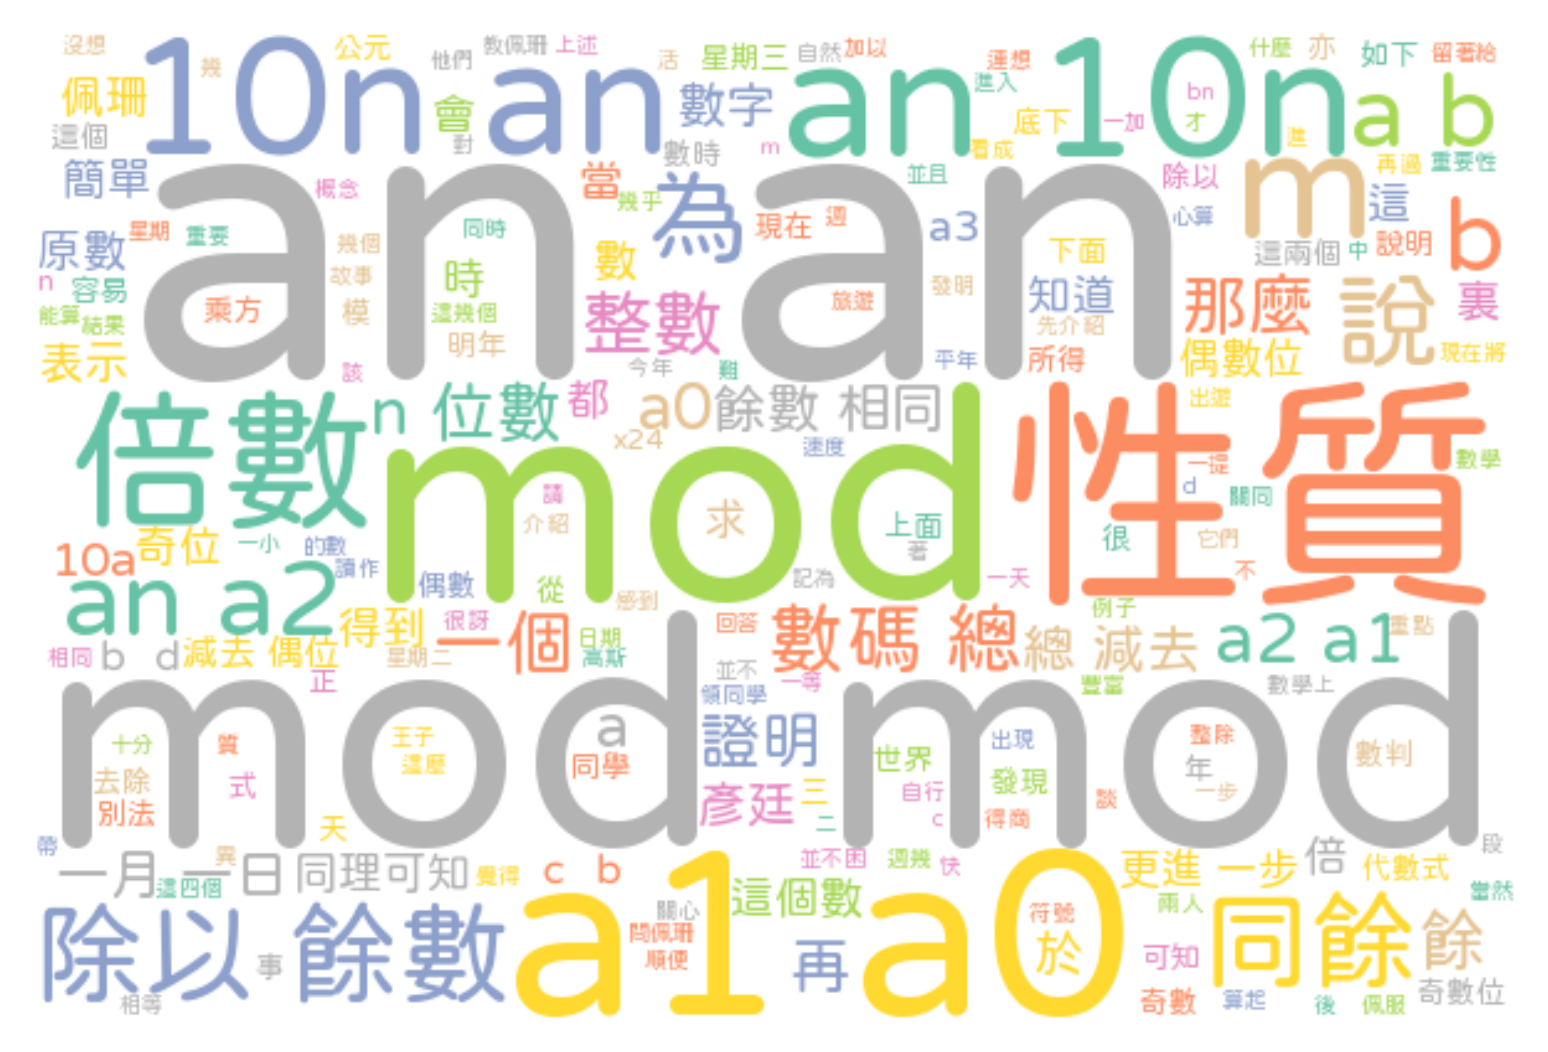 沒想 幾 公元 他們 教佩珊 上述 活 星期三 自然 加以 連想 什麼 亦 如下 留著給
佩珊 10n an 會 數字 an 10n 進入 底下 一加 bn 才 a b
這個 對 數時 m 看成 進 再過 重要性
簡單 概念 當 幾乎 為 並且 除以 m 這
原數 星期 重要 幾個 同時 數 現在 週 a3 下面 心算 這兩個 中 說明 b
an an
n 容易 故事 時 發明 知道 那麼 說 裏
能算 結果 乘方 模 這幾個 整數 旅遊 先介紹
表示 該 明年 今年 難 平年 所得 偶數位 現在將
倍數 n 位數 都 a0 餘數 相同 出遊
x24 速度 性質 數學
mod 請 一堤 d 關同
10a 奇位 一小 的數 介紹 求 上面 著 很 它們
an a2 讀作 偶數 從 記為 一天 不
得到 很訝 一個 感到 日期 回答 數碼 總 例子 總 減去 a2 a1 重點
相同 b d 減去 偶位 星期二 高斯 並不 一等
正 領同學 豐富 數學上
mod mod
十分 質 王子 a 證明 出現 整除
去除 式 這麼 同學 世界 發現 年 數判
別法 天 彥廷 三 自行 談 一步
帶 二 c 得商 段
一月 一日 異 同理可知 覺得 c b 並不困 週幾 快 更進 一步 倍 代數式
這四個 a1 a0 這個數 兩人 當然
除以 餘數 關心 符號 同餘 餘
事 問佩珊 順便 再 於 可知
相等 奇數 算起 後 佩服 奇數位